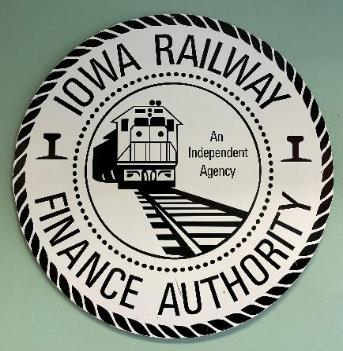 IOWA RAILWAY
An
Independent
Agency
FINANCE AUTHORITY